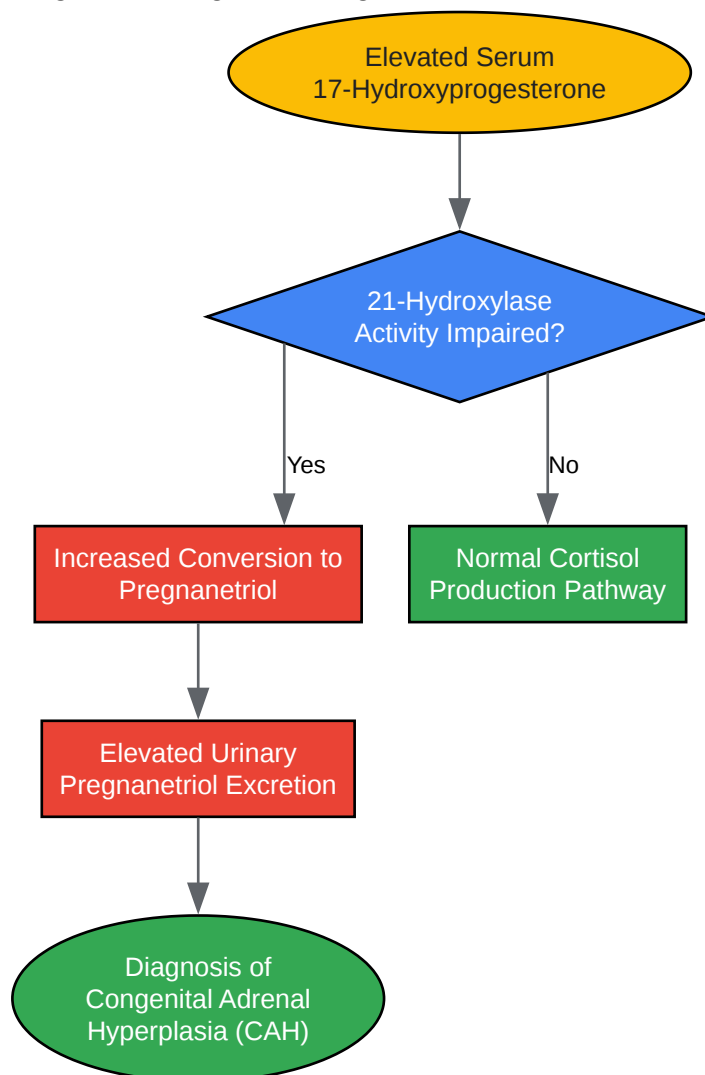 Elevated Serum
17-Hydroxyprogesterone
21-Hydroxylase
Activity Impaired?
Yes
No
Increased Conversion to
Pregnanetriol
Normal Cortisol
Production Pathway
Elevated Urinary
Pregnanetriol Excretion
Diagnosis of
Congenital Adrenal
Hyperplasia (CAH)